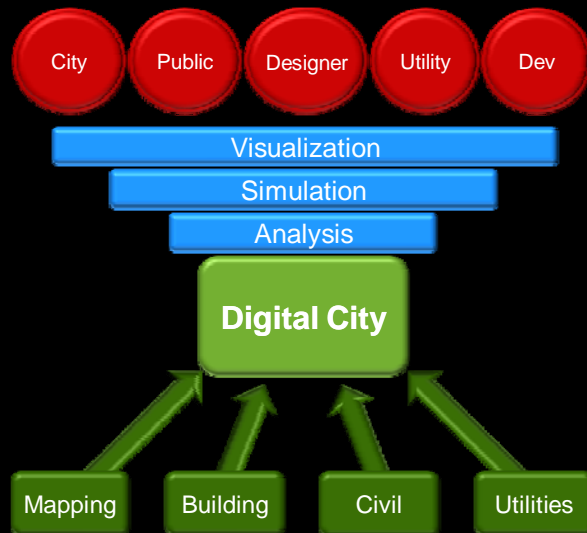 City Public Designer Utility Dev
Visualization
Simulation
Analysis
Digital City
Mapping Building Civil Utilities